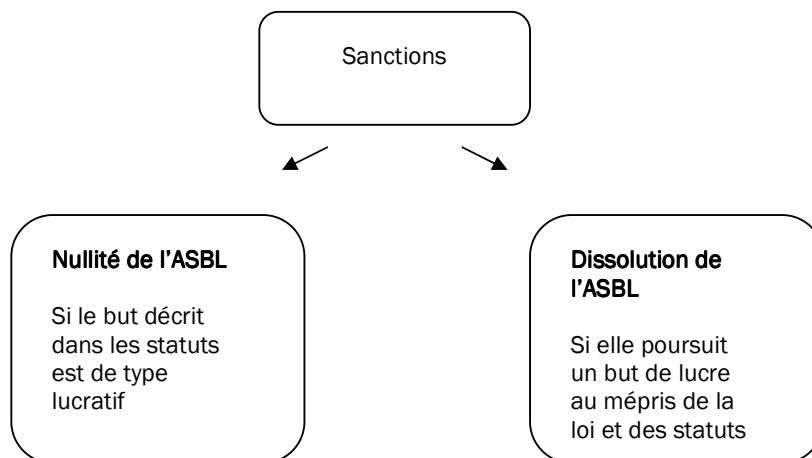 Sanctions
Nullité de l'ASBL
Si le but décrit
dans les statuts
est de type
lucratif
Dissolution de
l'ASBL
Si elle poursuit
un but de lucre
au mépris de la
loi et des statuts